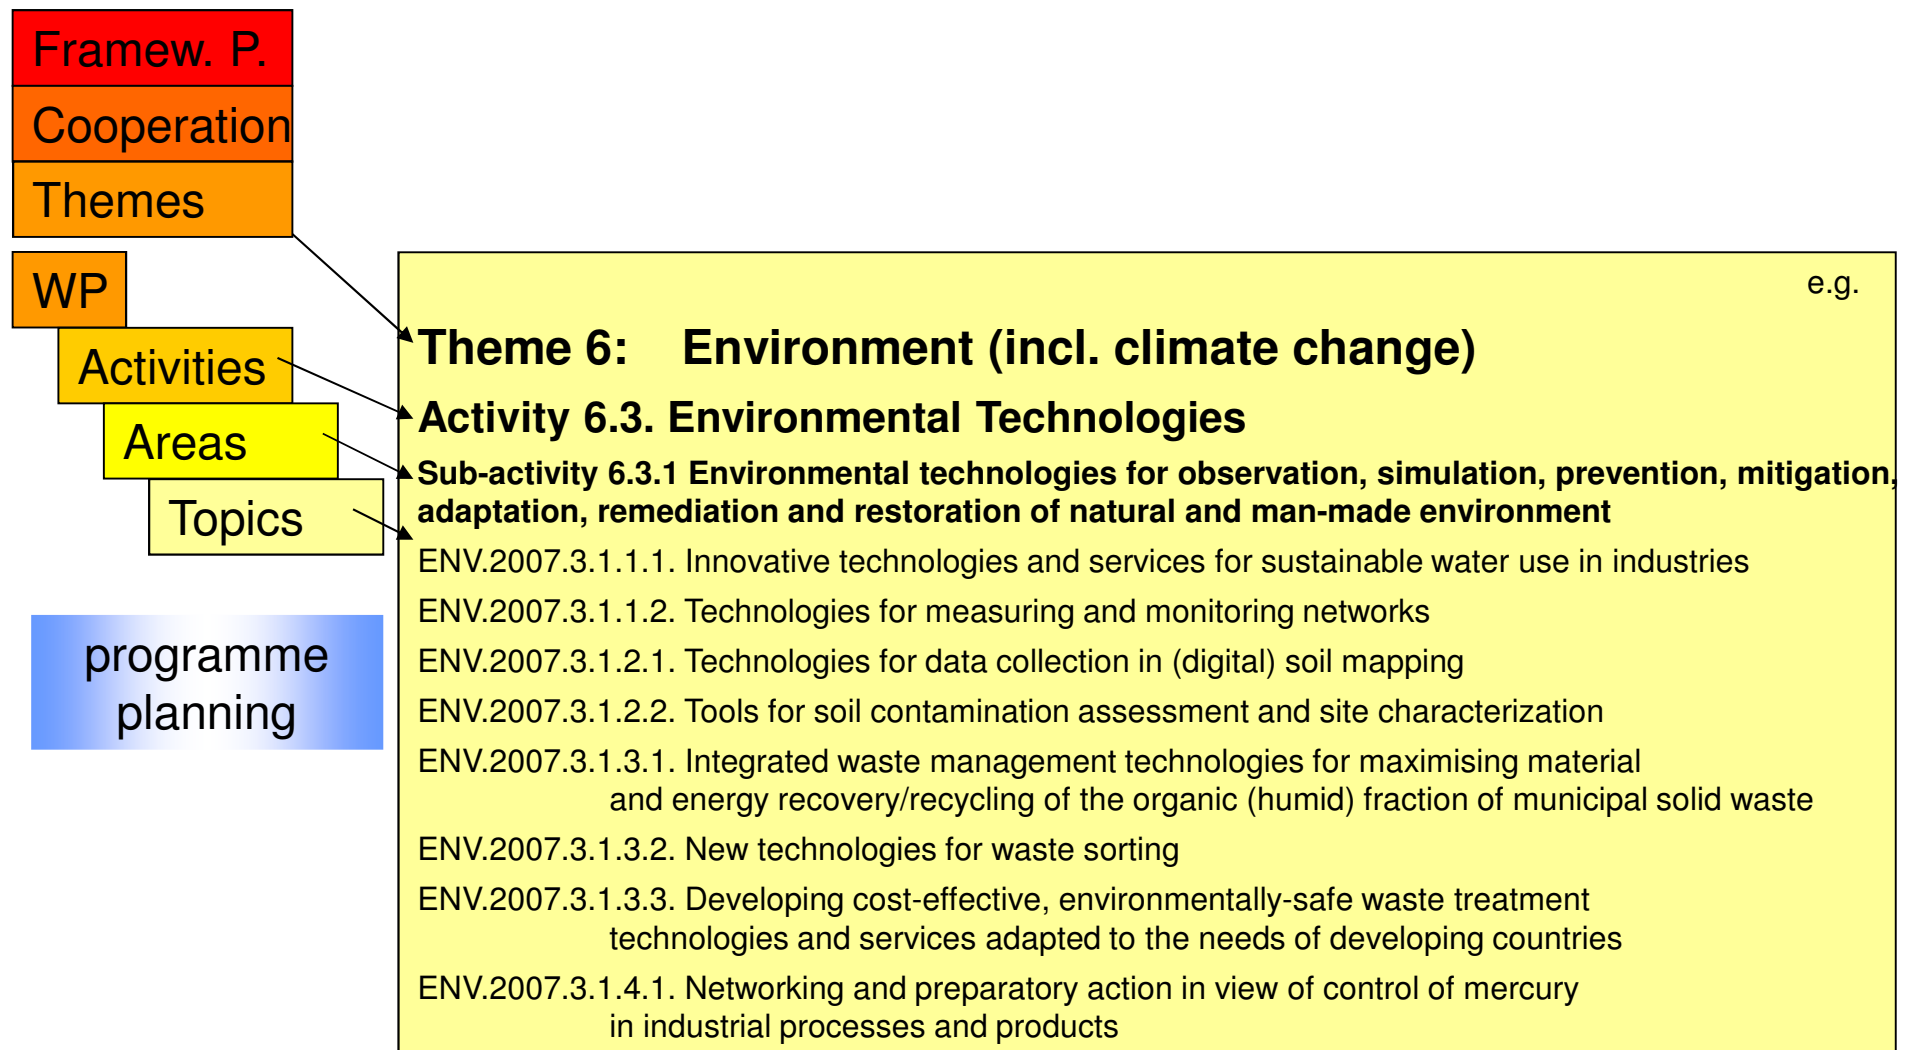 Framew. P.
Cooperation
Themes
WP
Activities
Areas
Topics
programme
planning
e.g.
Theme 6: Environment (incl. climate change)
Activity 6.3. Environmental Technologies
Sub-activity 6.3.1 Environmental technologies for observation, simulation, prevention, mitigation,
adaptation, remediation and restoration of natural and man-made environment
ENV.2007.3.1.1.1. Innovative technologies and services for sustainable water use in industries
ENV.2007.3.1.1.2. Technologies for measuring and monitoring networks
ENV.2007.3.1.2.1. Technologies for data collection in (digital) soil mapping
ENV.2007.3.1.2.2. Tools for soil contamination assessment and site characterization
ENV.2007.3.1.3.1. Integrated waste management technologies for maximising material
and energy recovery/recycling of the organic (humid) fraction of municipal solid waste
ENV.2007.3.1.3.2. New technologies for waste sorting
ENV.2007.3.1.3.3. Developing cost-effective, environmentally-safe waste treatment
technologies and services adapted to the needs of developing countries
ENV.2007.3.1.4.1. Networking and preparatory action in view of control of mercury
in industrial processes and products